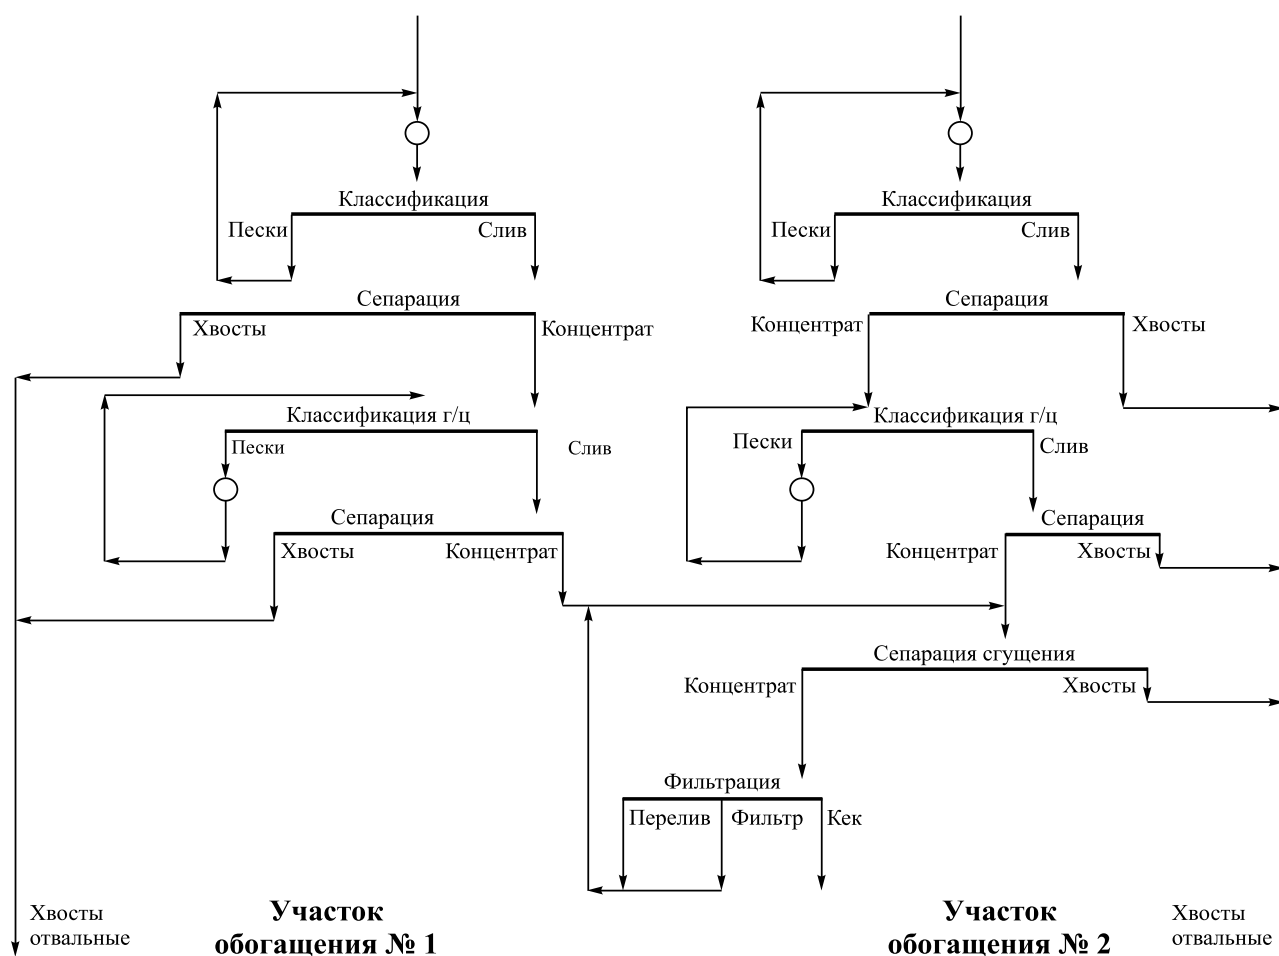 Классификация
Пески
Слив
Сепарация
Хвосты
Концентрат
Классификация г/ц
Пески
Слив
Сепарация
Хвосты
Концентрат
Хвосты
отвальные
Участок
обогащения № 1
Классификация
Пески
Слив
Сепарация
Концентрат
Хвосты
Классификация г/ц
Пески
Слив
Сепарация
Концентрат
Хвосты
Сепарация сгущения
Концентрат
Хвосты
Фильтрация
Перелив
Фильтр
Кек
Участок
обогащения № 2
Хвосты
отвальные